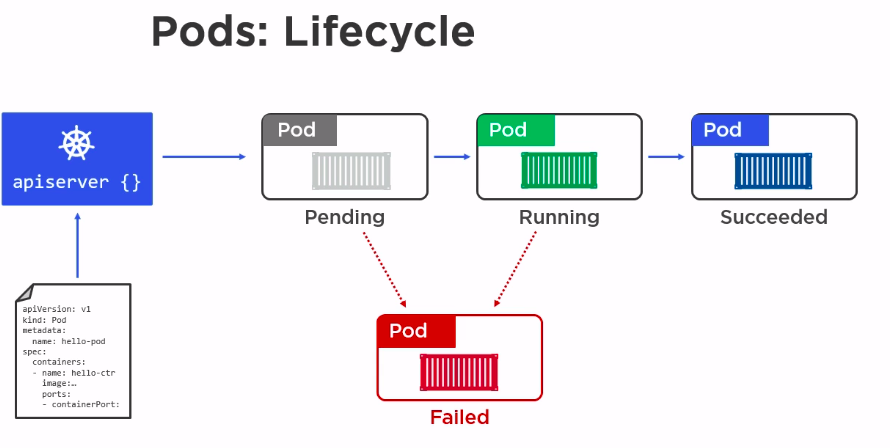 Pods: Lifecycle
apiserver {}
Pod
Pending
Pod
Running
Pod
Succeeded
apiVersion: v1
kind: Pod
metadata:
  name: hello-pod
spec:
  containers:
  - name: hello-ctr
    image:…
    ports:
    - containerPort:
Pod
Failed